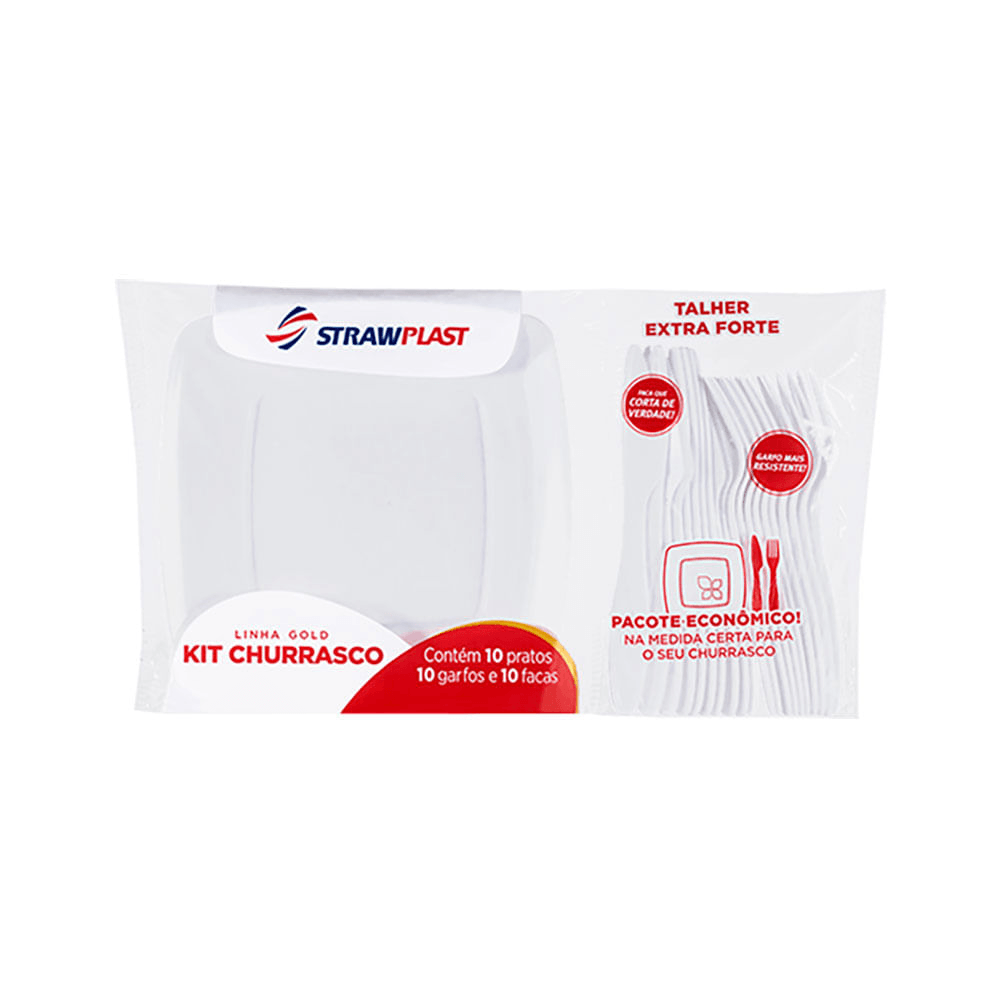 STRAWPLAST
LINHA GOLD
KIT CHURRASCO
Contém 10 pratos
10 garfos e 10 facas
TALHER
EXTRA FORTE
FACA QUE
CORTA DE
VERDADE!
GARFO MAIS
RESISTENTE!
PACOTE ECONÔMICO!
NA MEDIDA CERTA PARA
O SEU CHURRASCO